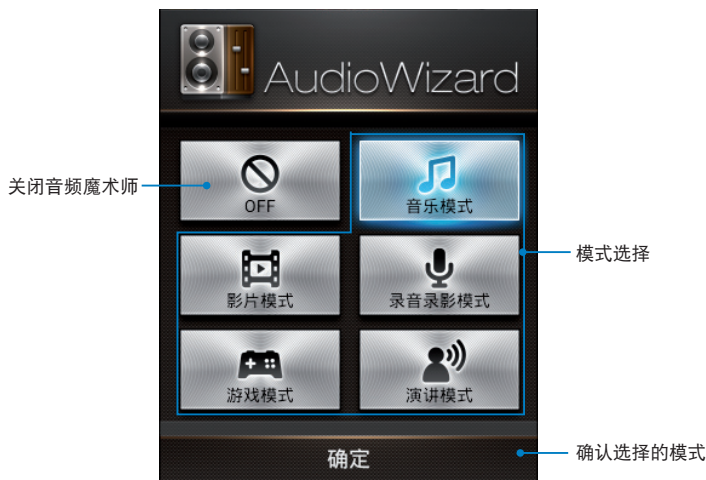 AudioWizard
关闭音频魔术师
OFF
音乐模式
模式选择
影片模式
录音录影模式
游戏模式
演讲模式
确定
确认选择的模式